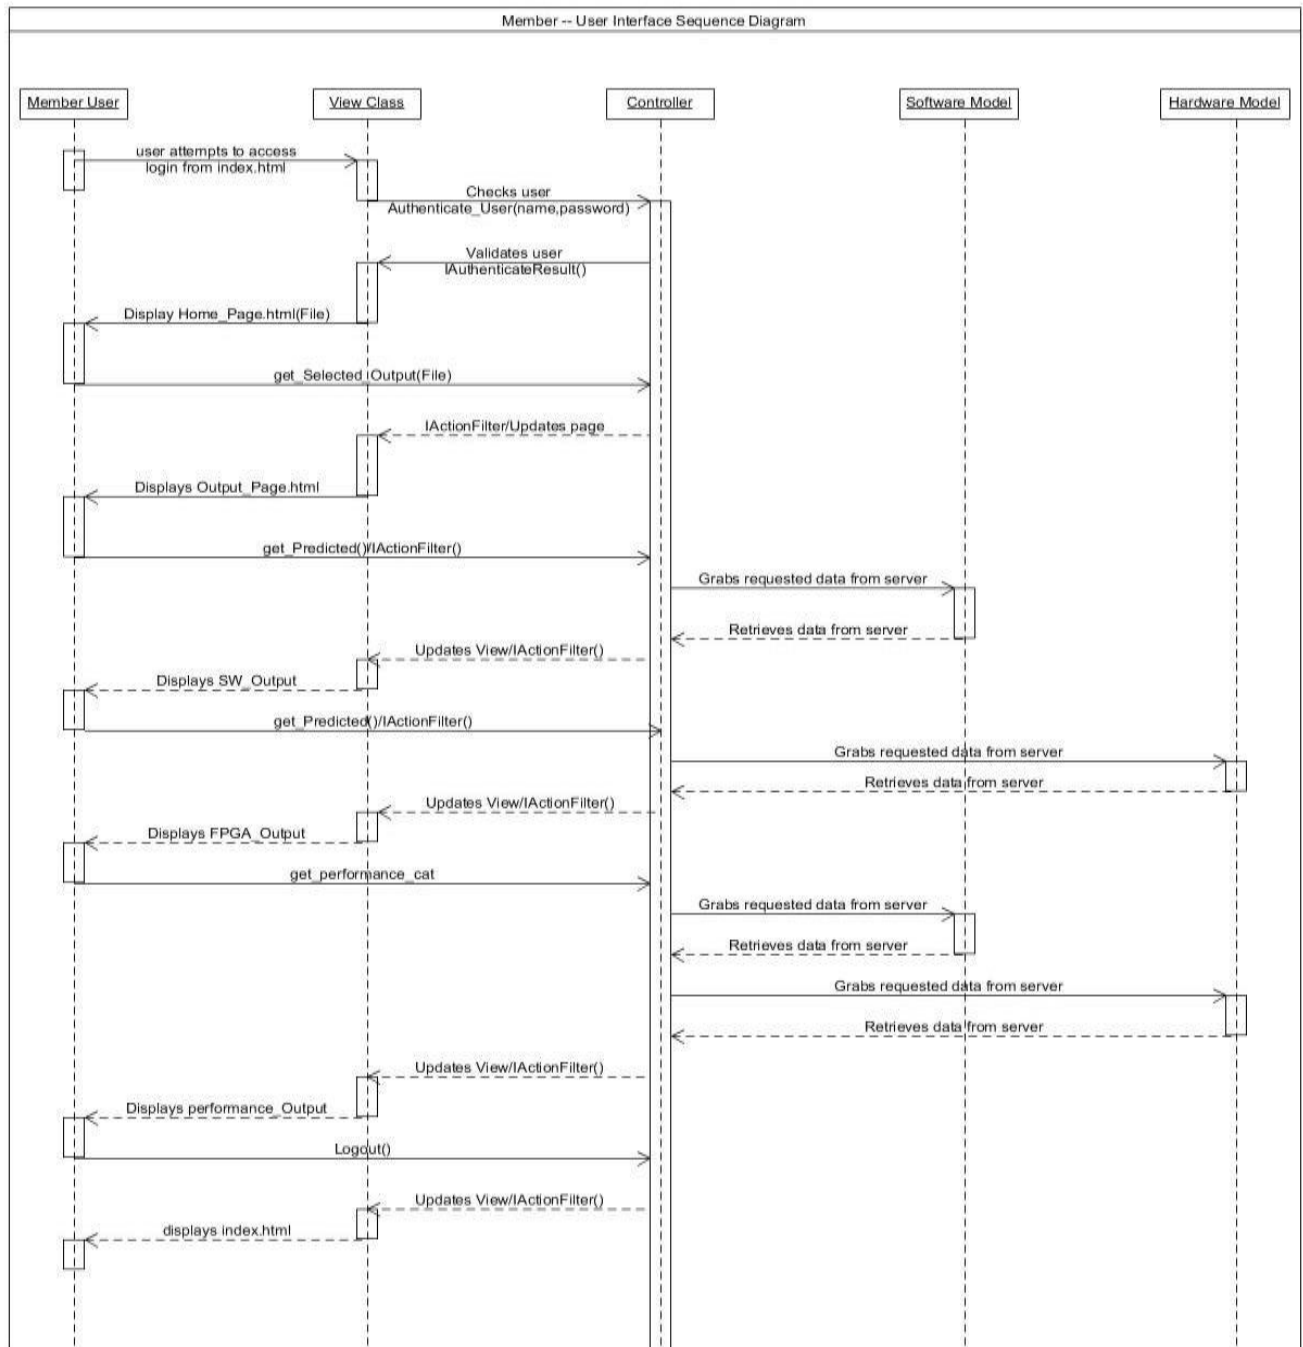 Member -- User Interface Sequence Diagram
Member User
View Class
Controller
Software Model
Hardware Model
user attempts to access
login from index.html
Checks user
Authenticate_User(name,password)
Validates user
IAuthenticateResult()
Display Home_Page.html(File)
get_Selected_Output(File)
IActionFilter/Updates page
Displays Output_Page.html
get_Predicted()/IActionFilter()
Grabs requested data from server
Retrieves data from server
Updates View/IActionFilter()
Displays SW_Output
get_Predicted()/IActionFilter()
Grabs requested data from server
Retrieves data from server
Updates View/IActionFilter()
Displays FPGA_Output
get_performance_cat
Grabs requested data from server
Retrieves data from server
Grabs requested data from server
Retrieves data from server
Updates View/IActionFilter()
Displays performance_Output
Logout()
Updates View/IActionFilter()
displays index.html